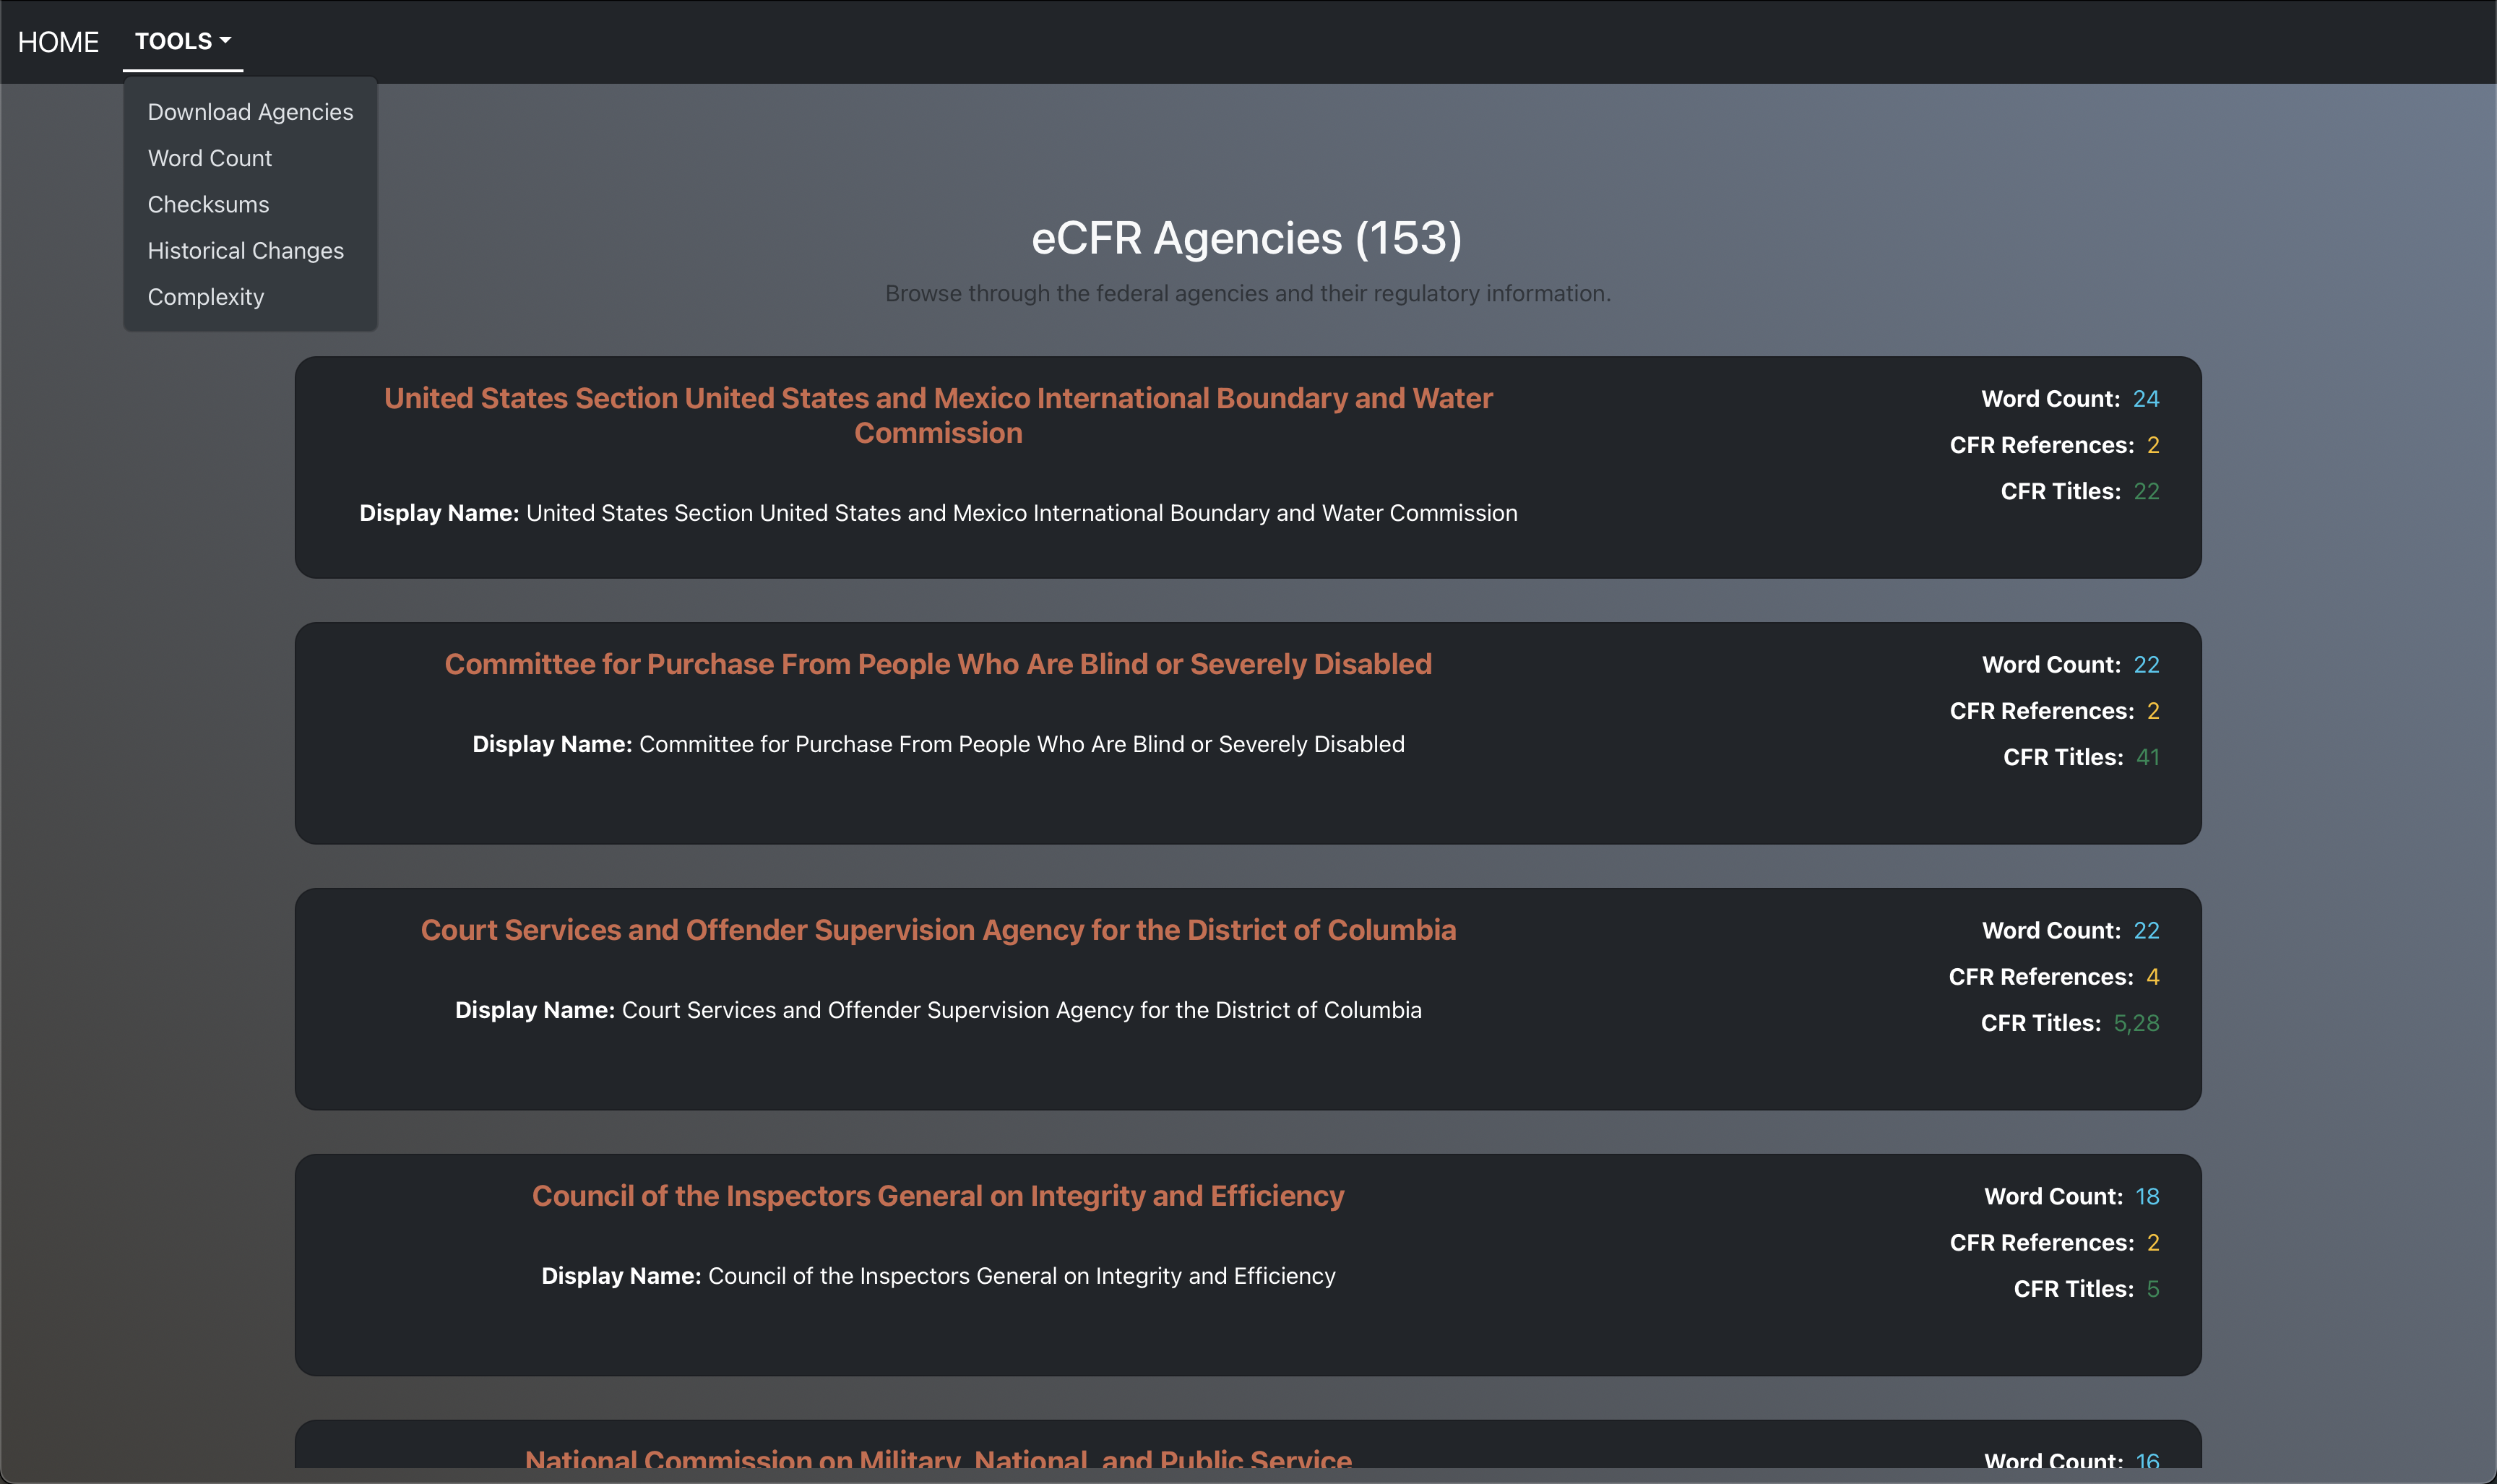 HOME TOOLS
Download Agencies
Word Count
Checksums
Historical Changes
Complexity
eCFR Agencies (153)
Browse through the federal agencies and their regulatory information.
United States Section United States and Mexico International Boundary and Water
Commission
Display Name: United States Section United States and Mexico International Boundary and Water Commission
Word Count: 24
CFR References: 2
CFR Titles: 22
Committee for Purchase From People Who Are Blind or Severely Disabled
Display Name: Committee for Purchase From People Who Are Blind or Severely Disabled
Word Count: 22
CFR References: 2
CFR Titles: 41
Court Services and Offender Supervision Agency for the District of Columbia
Display Name: Court Services and Offender Supervision Agency for the District of Columbia
Word Count: 22
CFR References: 4
CFR Titles: 5,28
Council of the Inspectors General on Integrity and Efficiency
Display Name: Council of the Inspectors General on Integrity and Efficiency
Word Count: 18
CFR References: 2
CFR Titles: 5
National Commission on Military, National, and Public Service
Word Count: 16